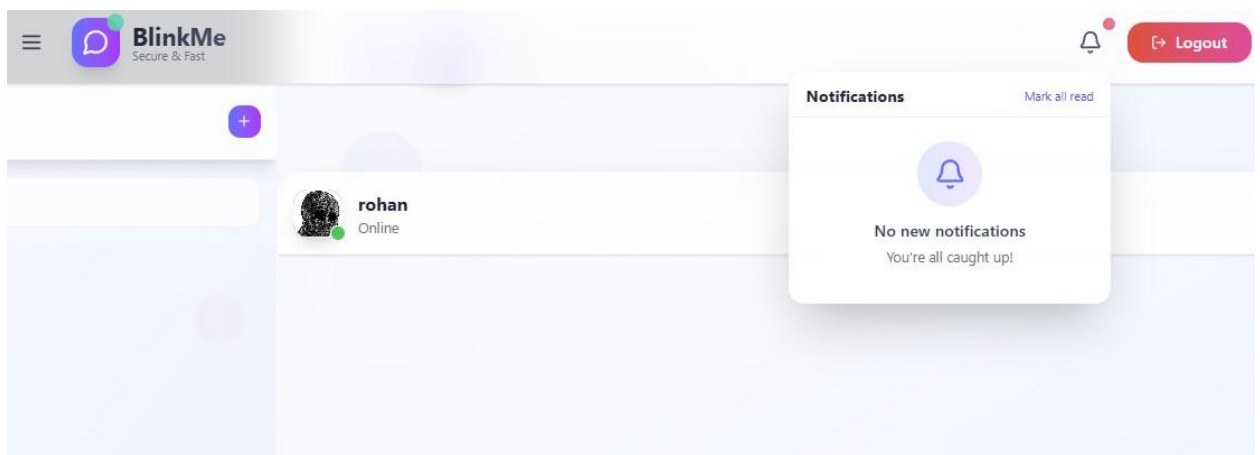 BlinkMe
Secure & Fast
Logout
Notifications
Mark all read
rohan
Online
No new notifications
You're all caught up!